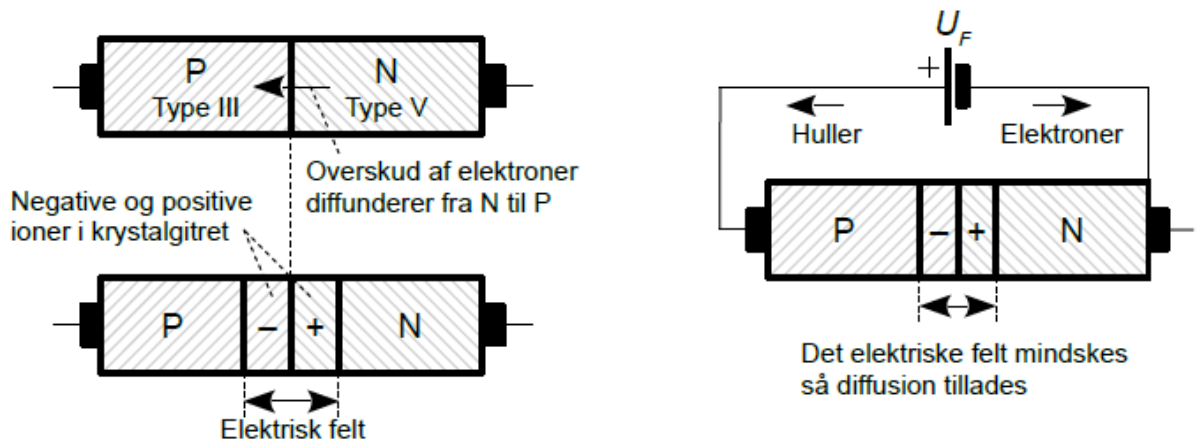 P
Type III
N
Type V
Overskud af elektroner
diffunderer fra N til P
Negative og positive
ioner i krystalgitret
P
–
+
N
Elektrisk felt
U_F
+
Huller
Elektroner
P
–
+
N
Det elektriske felt mindskes
så diffusion tillades